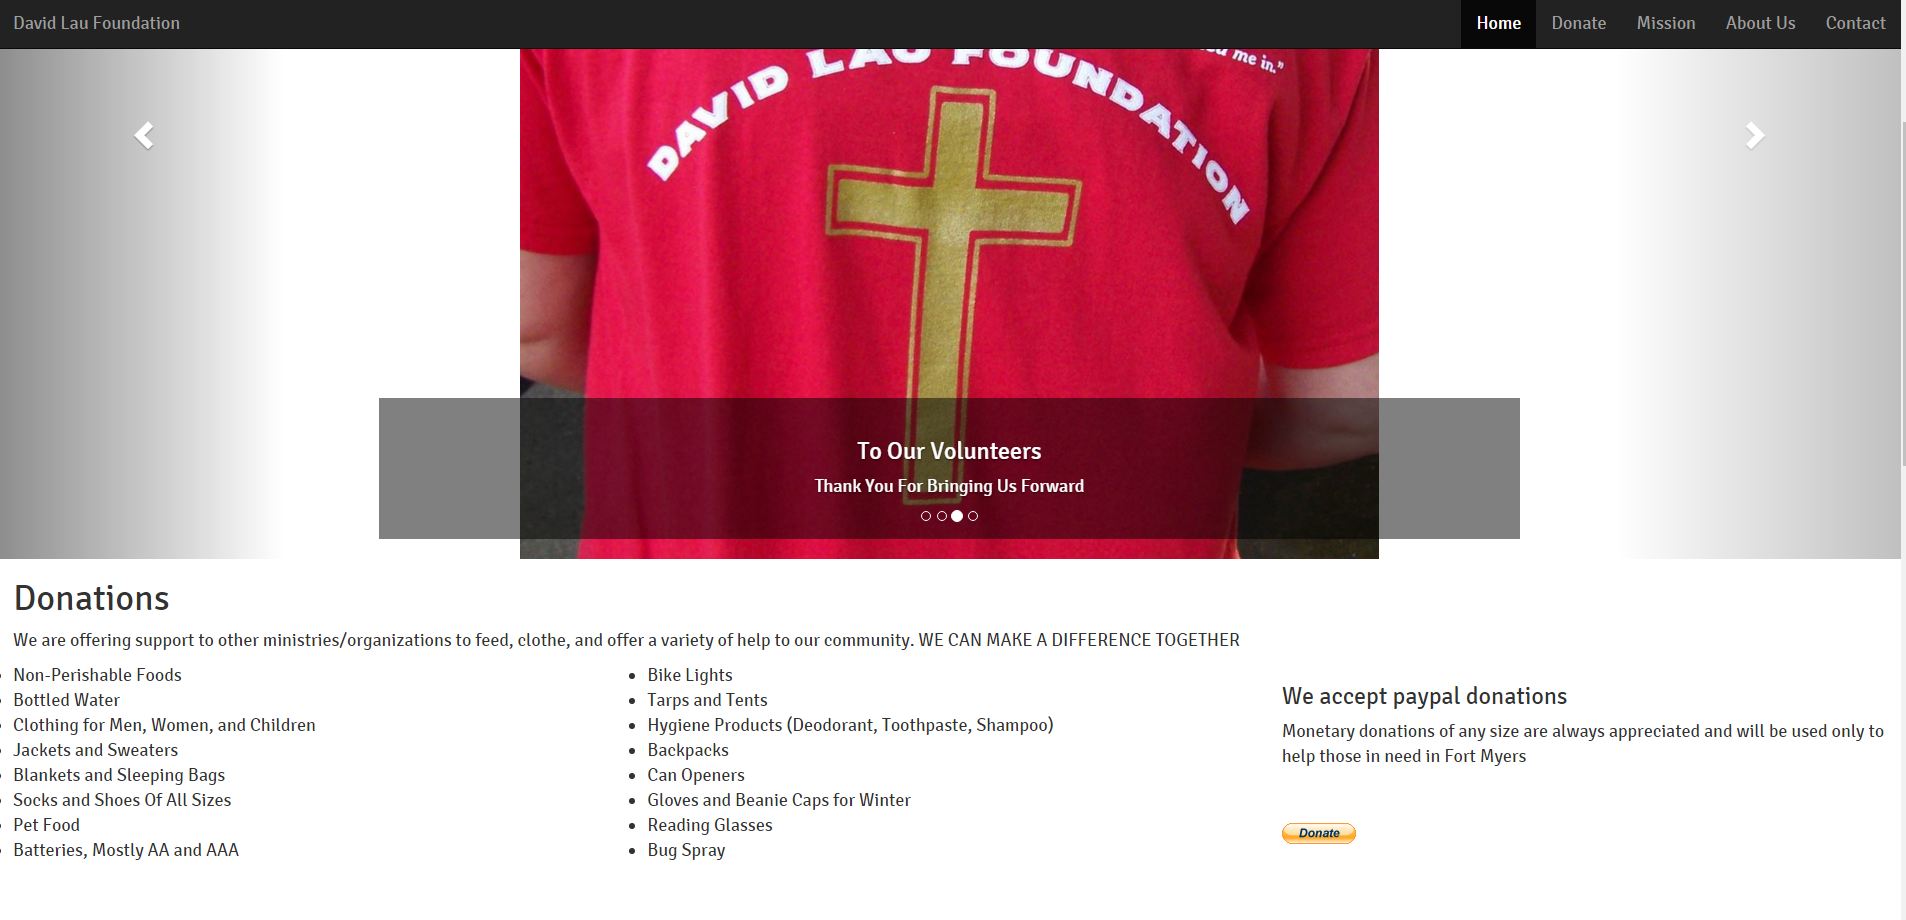 David Lau Foundation
Home Donate Mission About Us Contact
me in."
DAVID LAU FOUNDATION
To Our Volunteers
Thank You For Bringing Us Forward
Donations
We are offering support to other ministries/organizations to feed, clothe, and offer a variety of help to our community. WE CAN MAKE A DIFFERENCE TOGETHER
Non-Perishable Foods
Bottled Water
Clothing for Men, Women, and Children
Jackets and Sweaters
Blankets and Sleeping Bags
Socks and Shoes Of All Sizes
Pet Food
Batteries, Mostly AA and AAA
Bike Lights
Tarps and Tents
Hygiene Products (Deodorant, Toothpaste, Shampoo)
Backpacks
Can Openers
Gloves and Beanie Caps for Winter
Reading Glasses
Bug Spray
We accept paypal donations
Monetary donations of any size are always appreciated and will be used only to
help those in need in Fort Myers
Donate